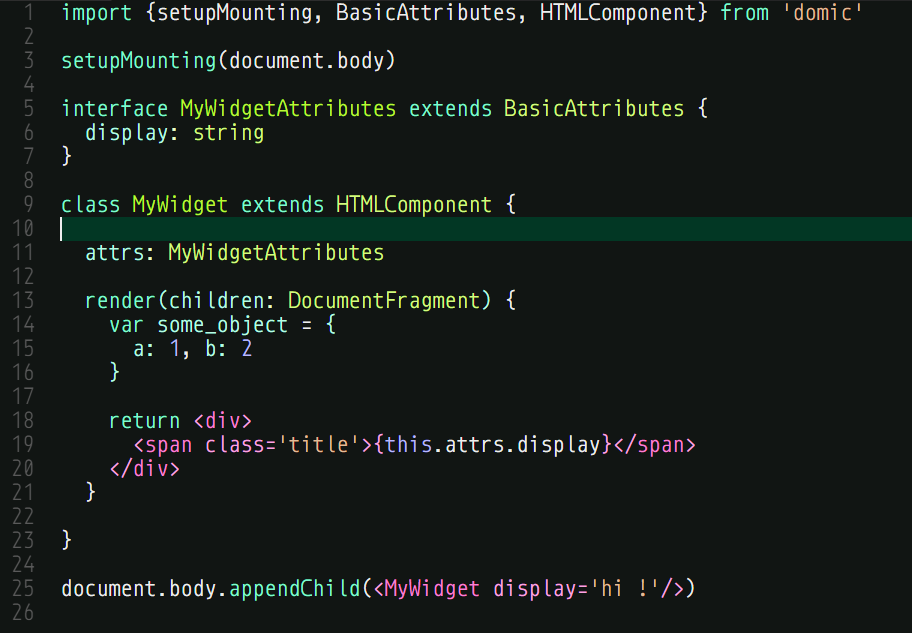 1 import {setupMounting, BasicAttributes, HTMLComponent} from 'domic'
2
3 setupMounting(document.body)
4
5 interface MyWidgetAttributes extends BasicAttributes {
6   display: string
7 }
8
9 class MyWidget extends HTMLComponent {
10
11   attrs: MyWidgetAttributes
12
13   render(children: DocumentFragment) {
14     var some_object = {
15       a: 1, b: 2
16     }
17
18     return <div>
19       <span class='title'>{this.attrs.display}</span>
20     </div>
21   }
22
23 }
24
25 document.body.appendChild(<MyWidget display='hi !'/>)
26